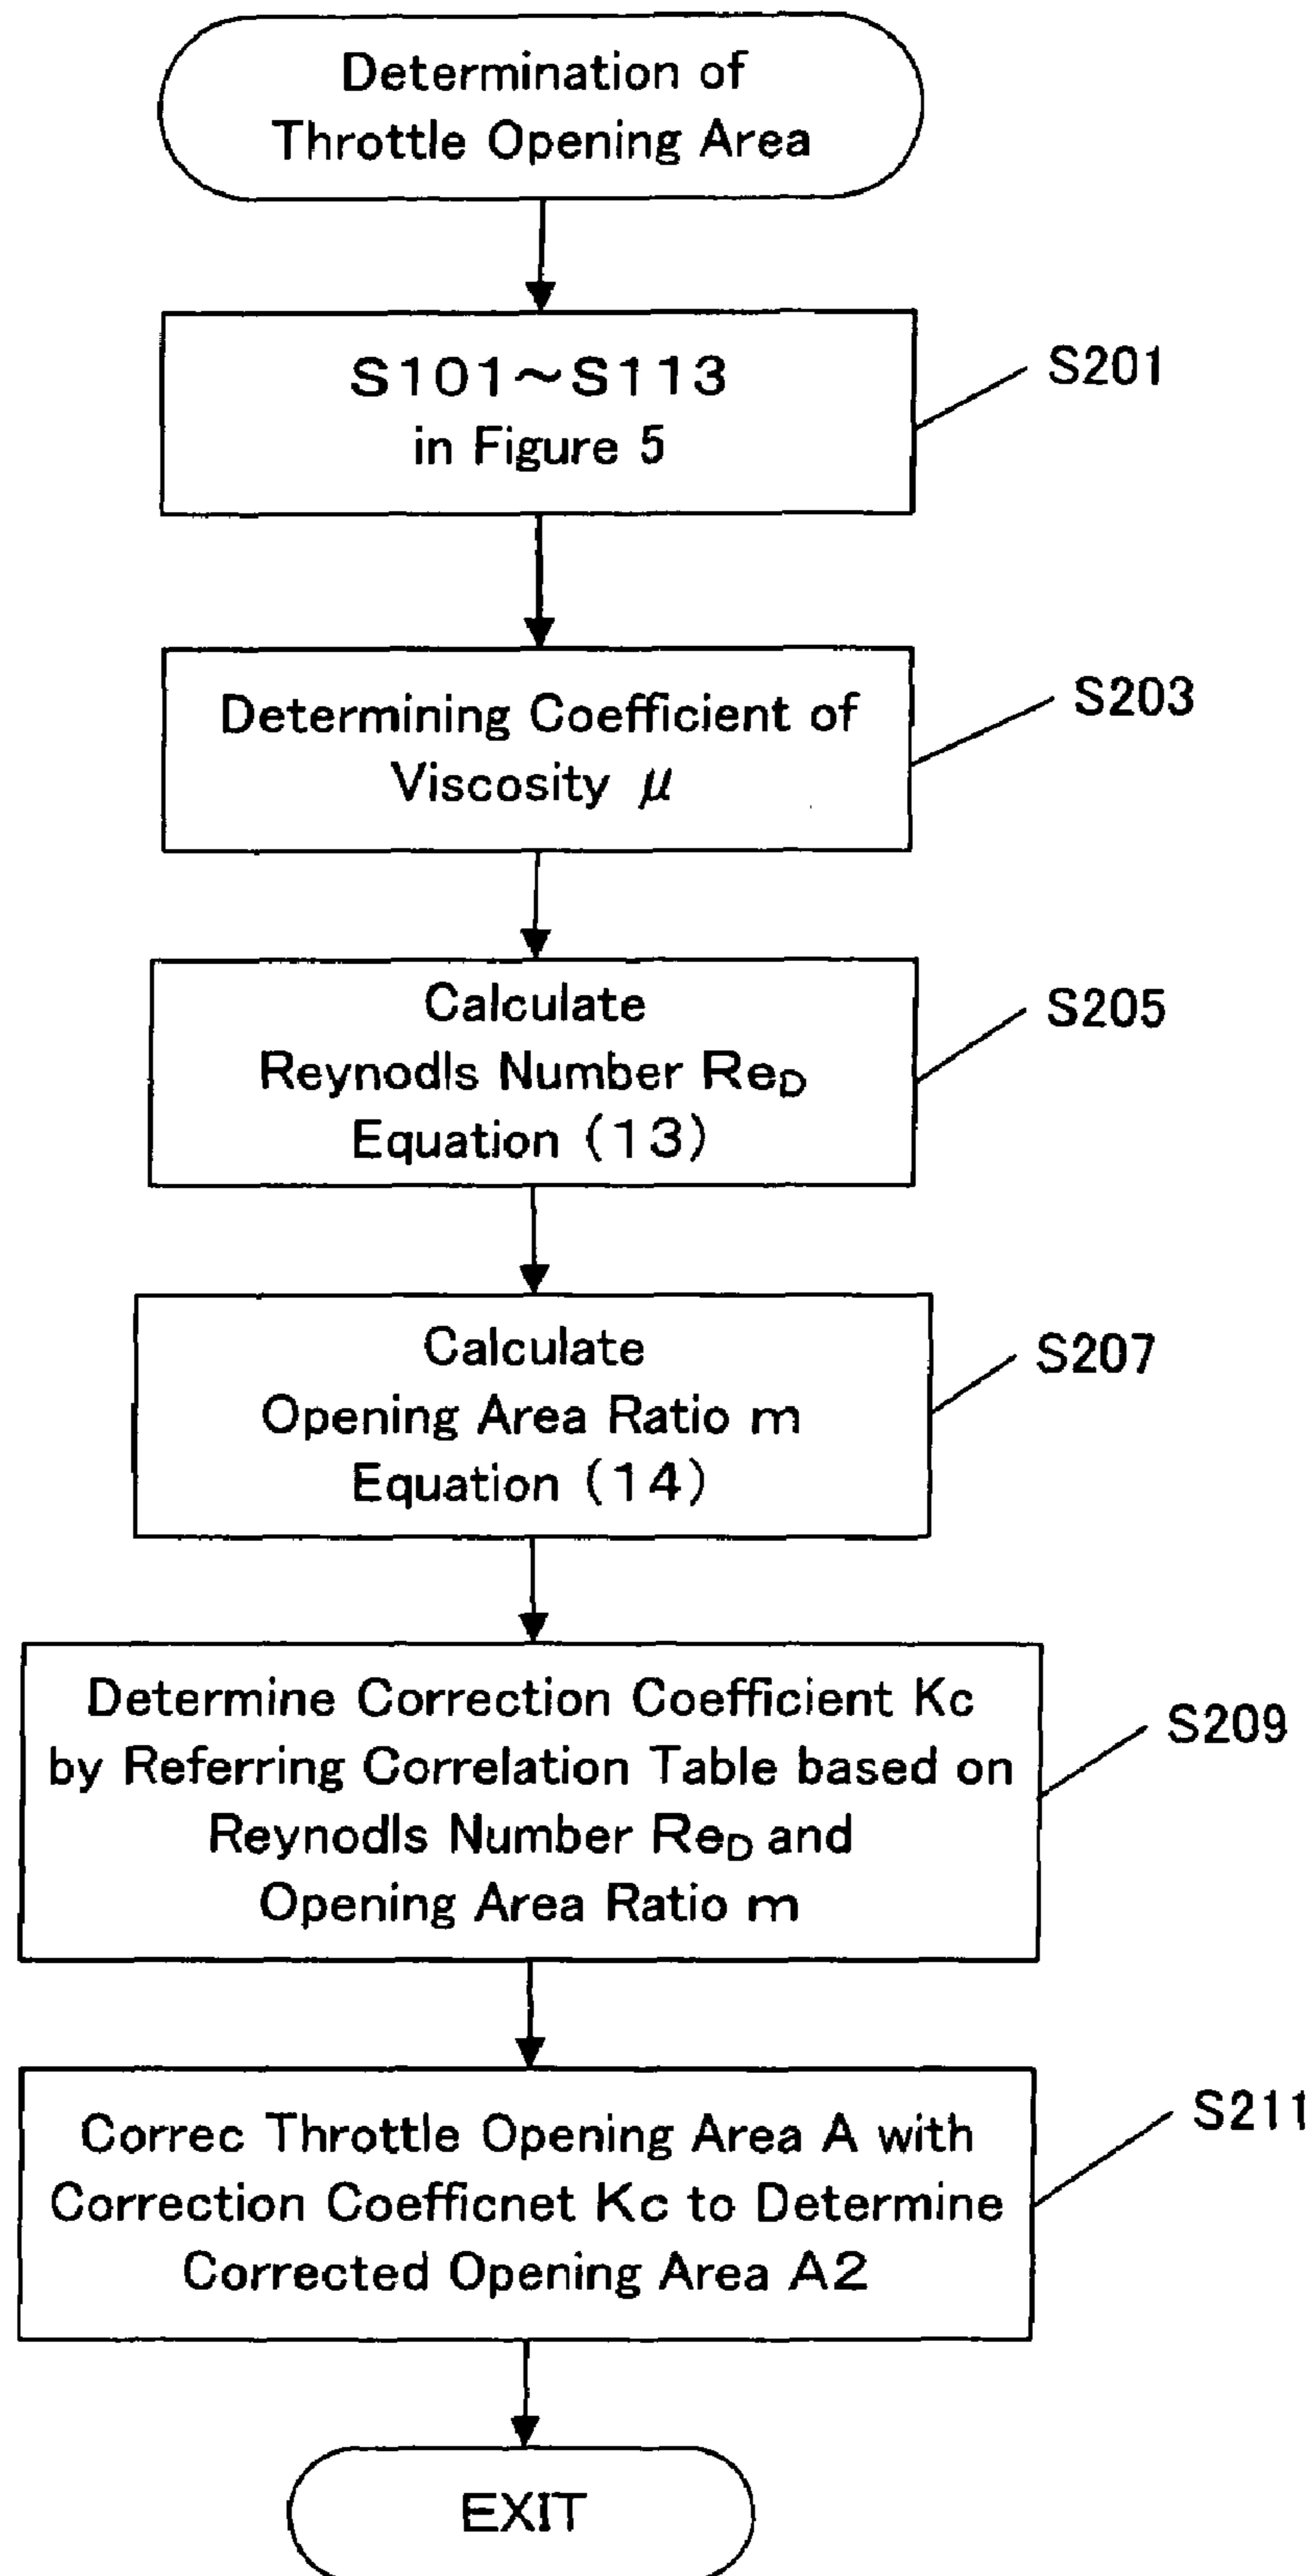 Determination of
Throttle Opening Area
S101~S113
in Figure 5
S201
Determining Coefficient of
Viscosity μ
S203
Calculate
Reynodls Number ReD
Equation (13)
S205
Calculate
Opening Area Ratio m
Equation (14)
S207
Determine Correction Coefficient Kc
by Referring Correlation Table based on
Reynodls Number ReD and
Opening Area Ratio m
S209
Correc Throttle Opening Area A with
Correction Coefficnet Kc to Determine
Corrected Opening Area A2
S211
EXIT